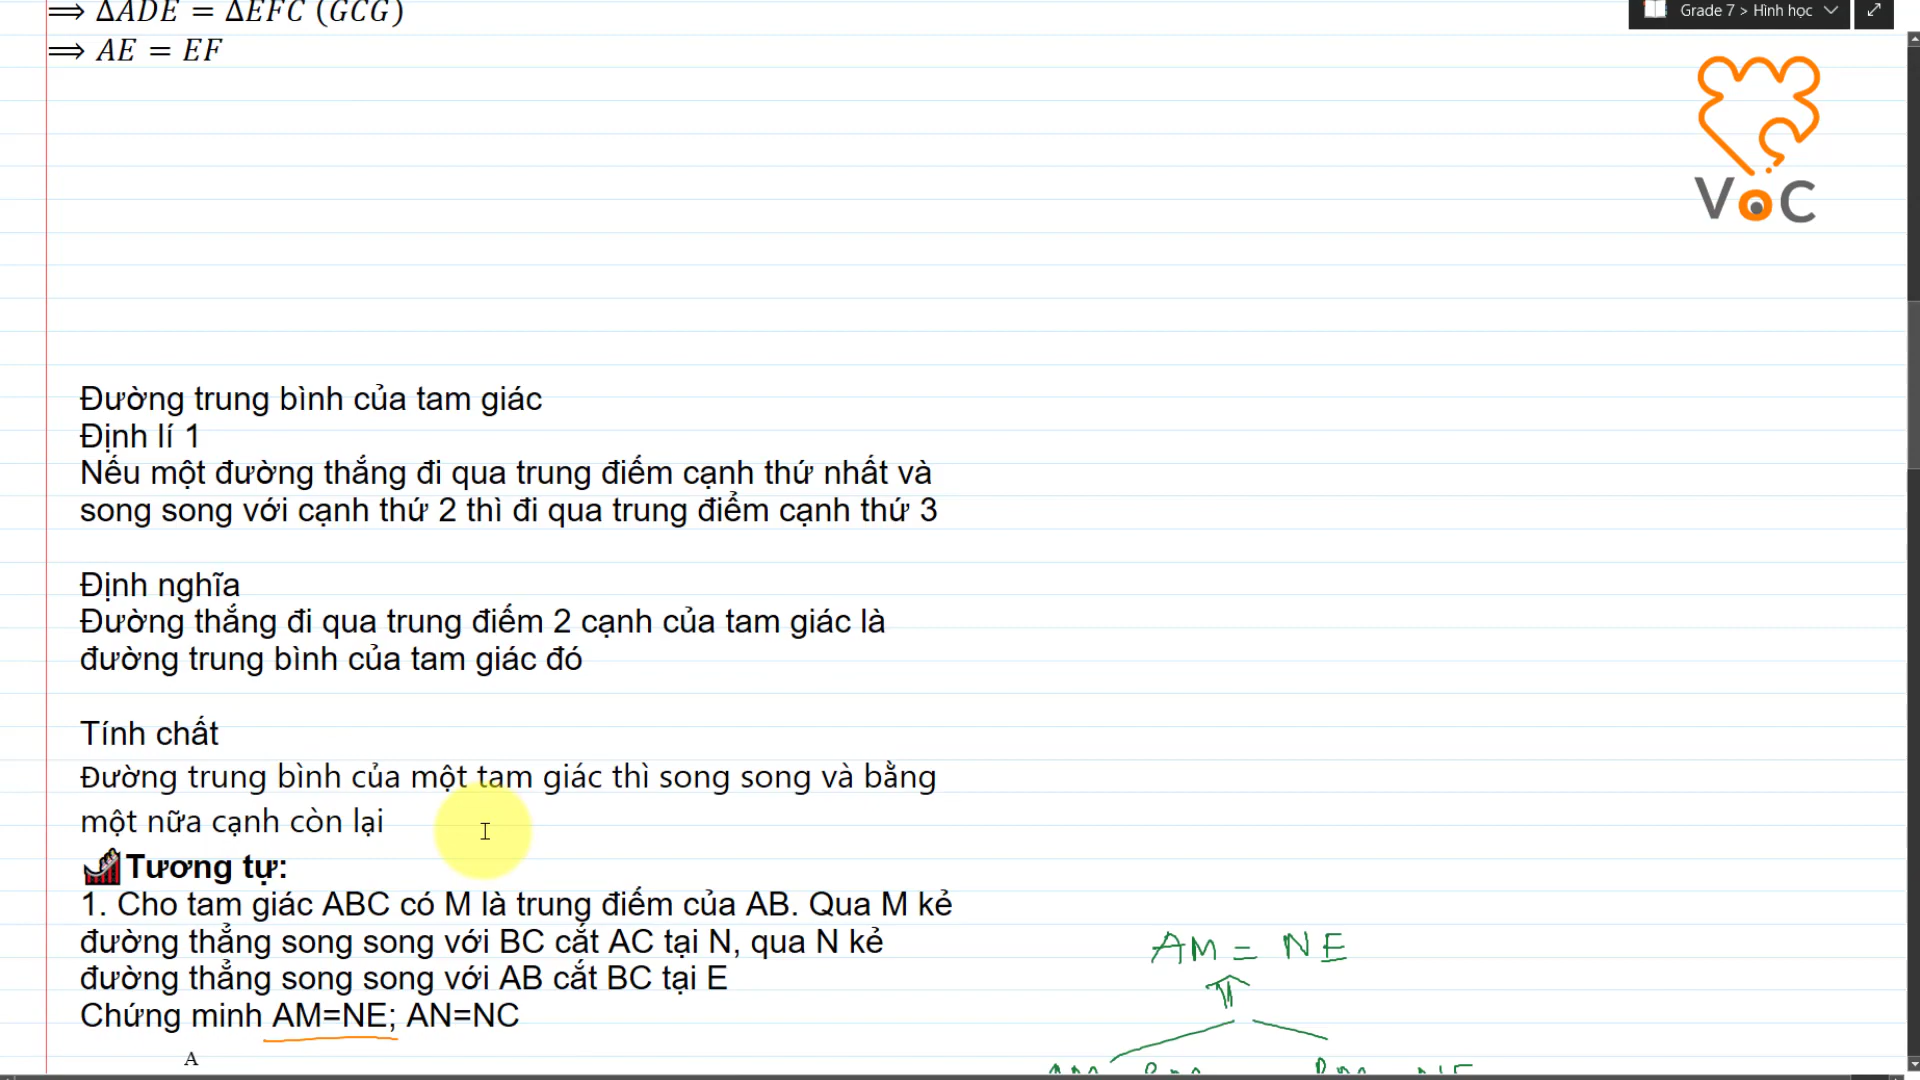 ⟹ ΔADE = ΔEFC (GCG)
⟹ AE = EF
Grade 7 > Hình học
VoC
Đường trung bình của tam giác
Định lí 1
Nếu một đường thẳng đi qua trung điểm cạnh thứ nhất và
song song với cạnh thứ 2 thì đi qua trung điểm cạnh thứ 3
Định nghĩa
Đường thẳng đi qua trung điểm 2 cạnh của tam giác là
đường trung bình của tam giác đó
Tính chất
Đường trung bình của một tam giác thì song song và bằng
một nữa cạnh còn lại
Tương tự:
1. Cho tam giác ABC có M là trung điểm của AB. Qua M kẻ
đường thẳng song song với BC cắt AC tại N, qua N kẻ
đường thẳng song song với AB cắt BC tại E
Chứng minh AM=NE; AN=NC
AM = NE
A